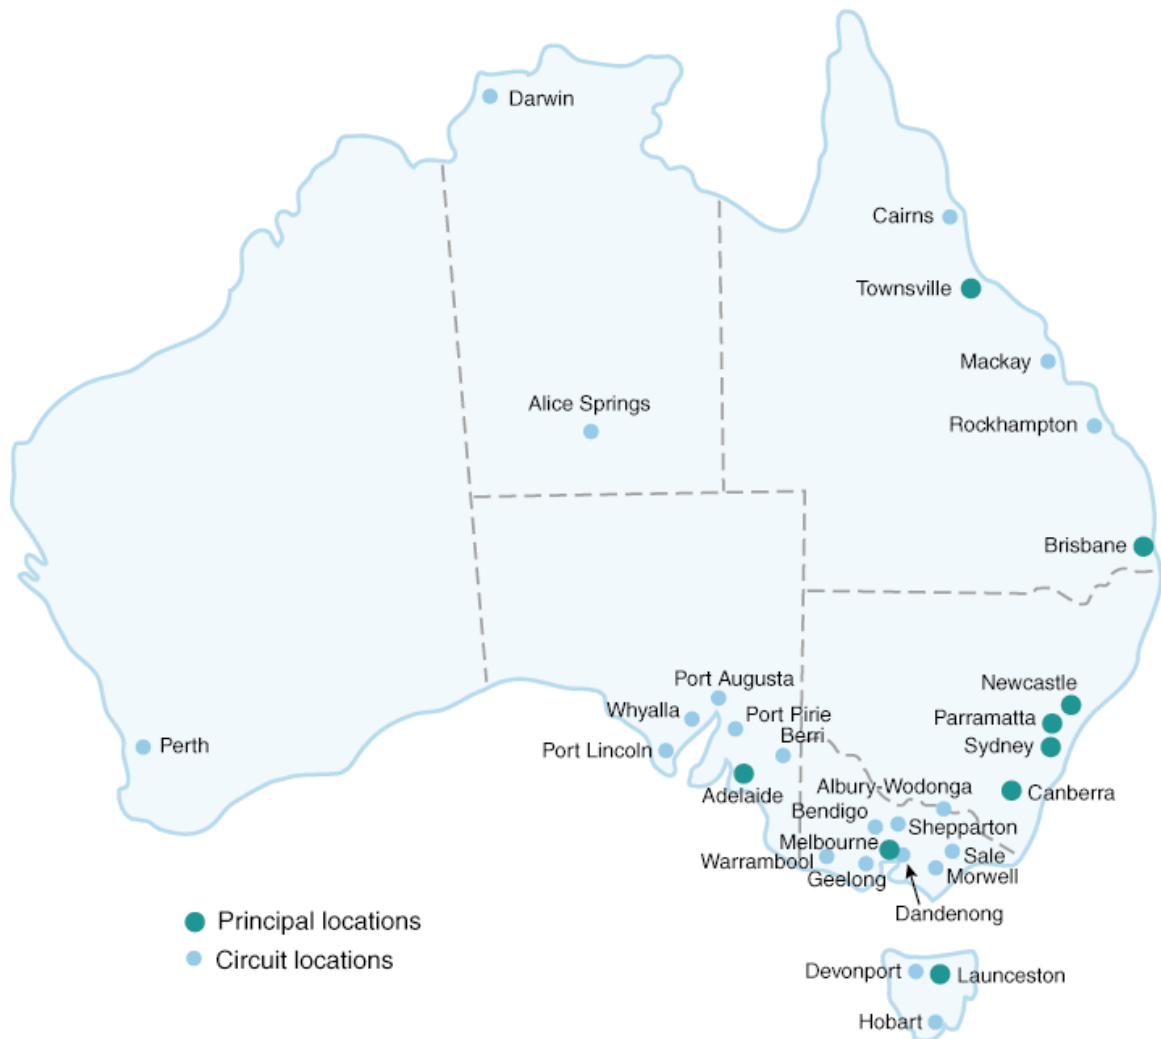 Darwin
Cairns
Townsville
Mackay
Alice Springs
Rockhampton
Brisbane
Port Augusta
Newcastle
Whyalla
Port Pirie
Parramatta
Berri
Perth
Port Lincoln
Sydney
Albury-Wodonga
Adelaide
Canberra
Bendigo
Shepparton
Melbourne
Warrambool
Sale
Geelong
Morwell
Dandenong
Principal locations
Circuit locations
Devonport
Launceston
Hobart